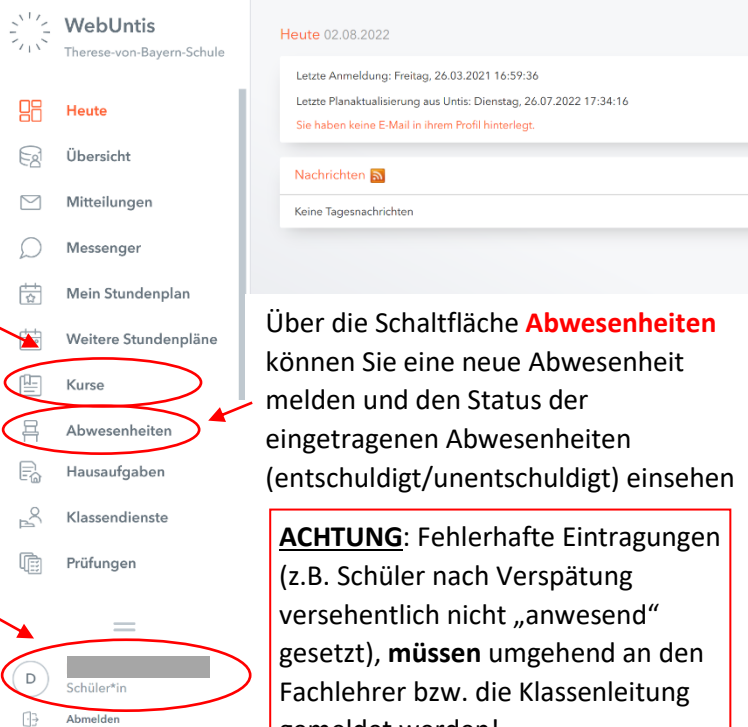 WebUntis
Therese-von-Bayern-Schule
Heute
Übersicht
Mitteilungen
Messenger
Mein Stundenplan
Weitere Stundenpläne
Kurse
Abwesenheiten
Hausaufgaben
Klassendienste
Prüfungen
D
Schüler*in
Abmelden
Heute 02.08.2022
Letzte Anmeldung: Freitag, 26.03.2021 16:59:36
Letzte Planaktualisierung aus Untis: Dienstag, 26.07.2022 17:34:16
Sie haben keine E-Mail in ihrem Profil hinterlegt.
Nachrichten
Keine Tagesnachrichten
Über die Schaltfläche Abwesenheiten
können Sie eine neue Abwesenheit
melden und den Status der
eingetragenen Abwesenheiten
(entschuldigt/unentschuldigt) einsehen
ACHTUNG: Fehlerhafte Eintragungen
(z.B. Schüler nach Verspätung
versehentlich nicht „anwesend“
gesetzt), müssen umgehend an den
Fachlehrer bzw. die Klassenleitung
gemeldet werden!